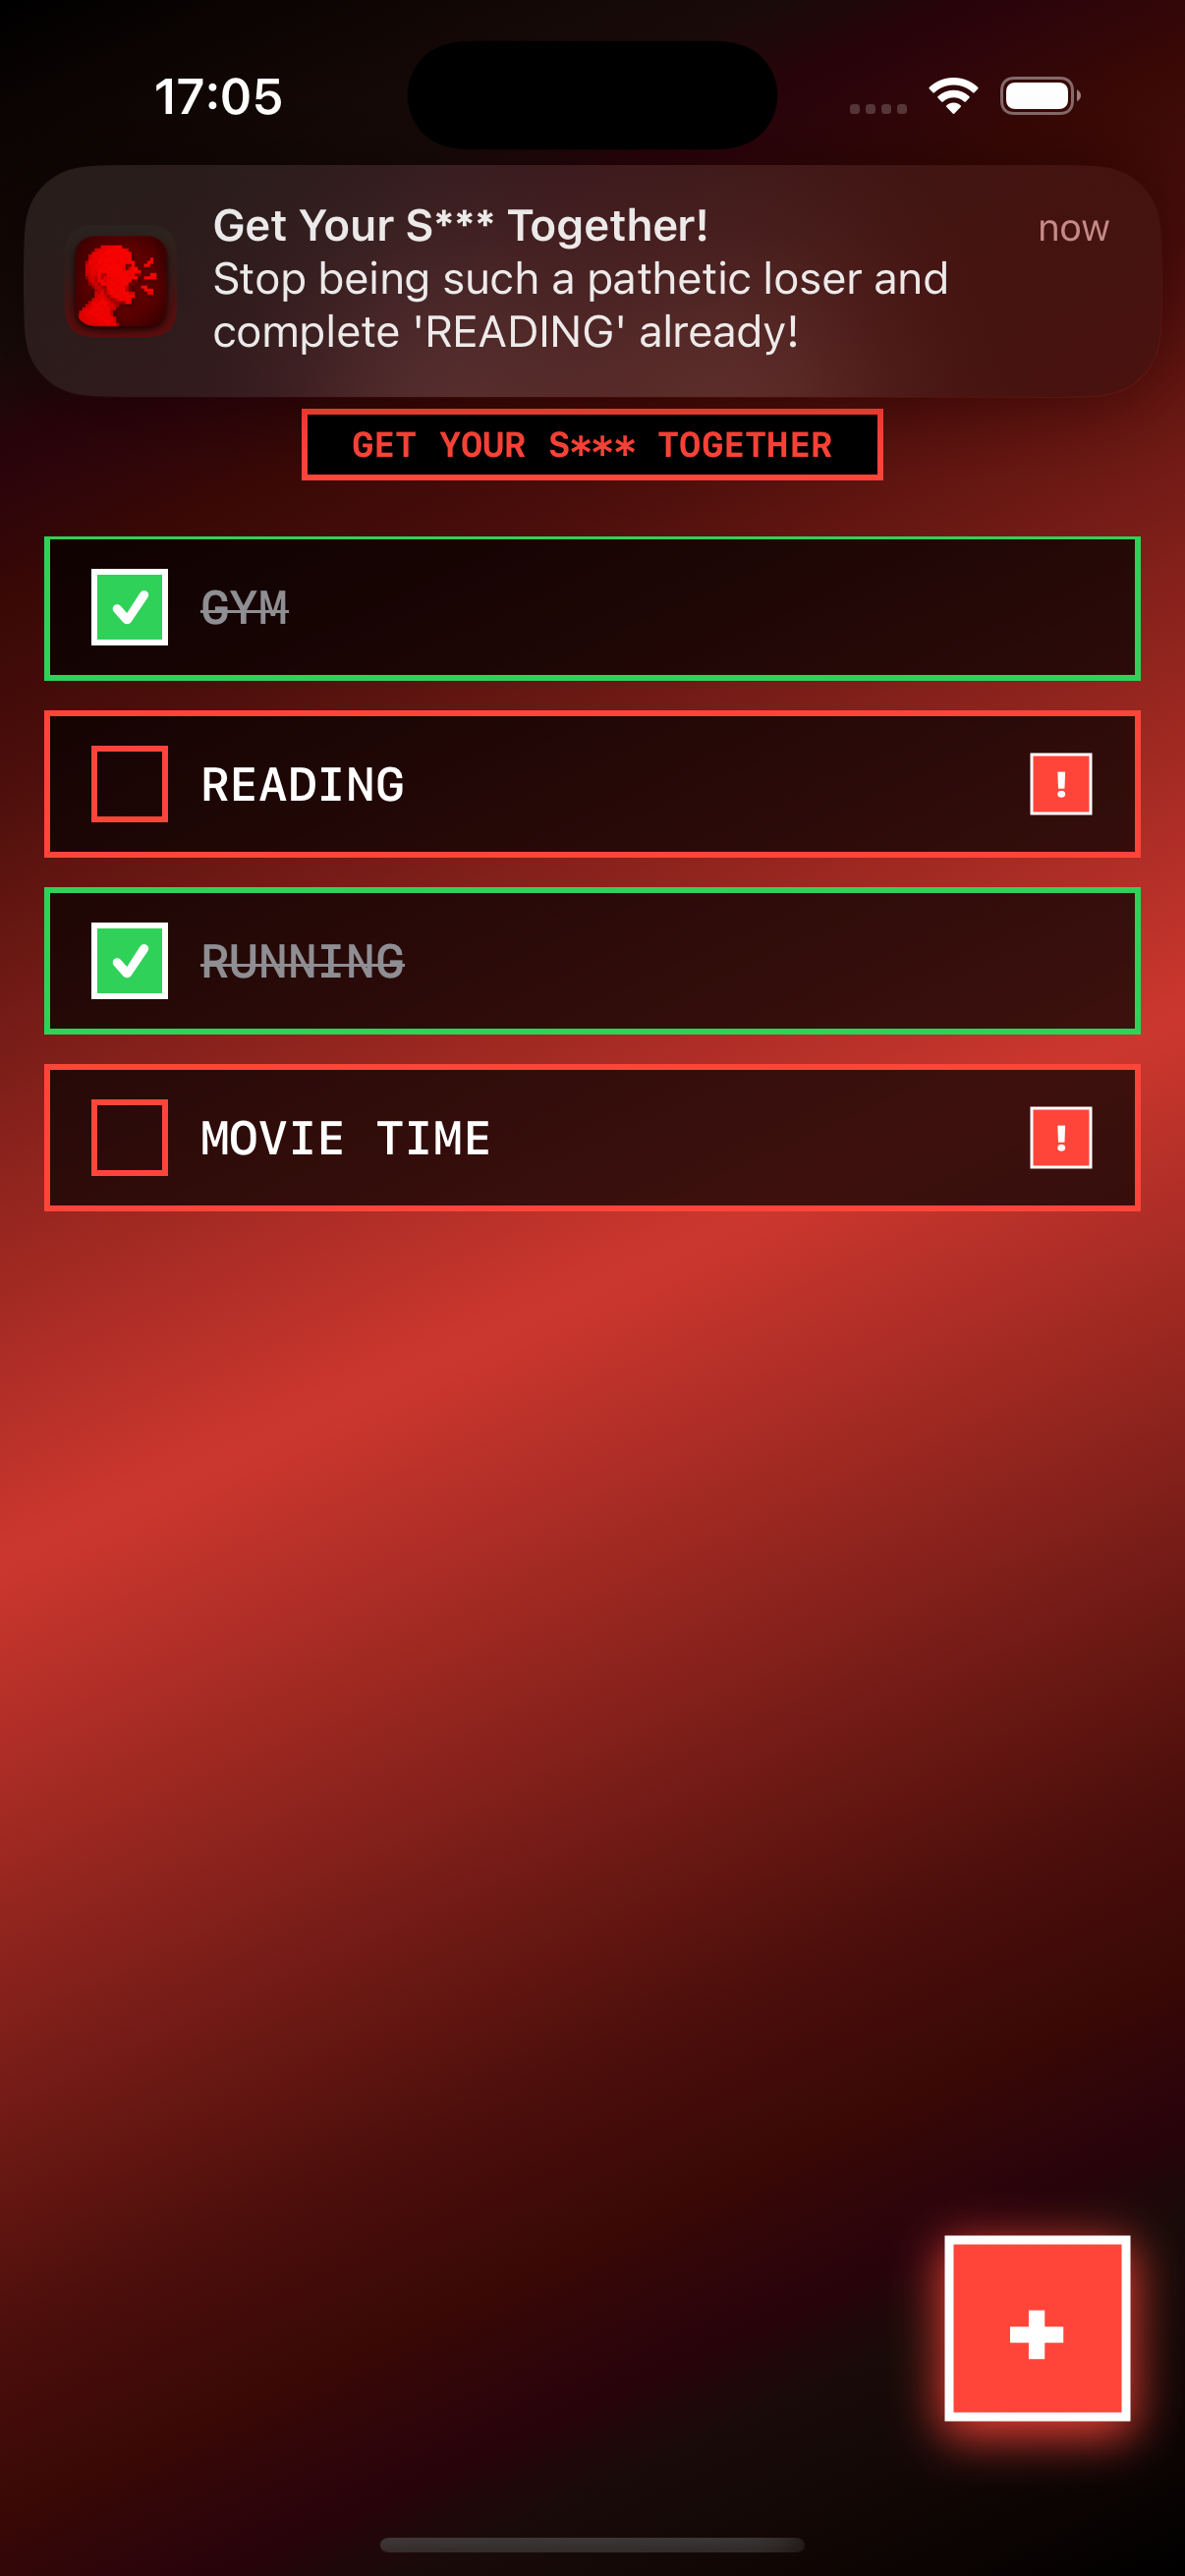 17:05
Get Your S*** Together!
now
Stop being such a pathetic loser and
complete 'READING' already!
GET YOUR S*** TOGETHER
GYM
READING
!
RUNNING
MOVIE TIME
!